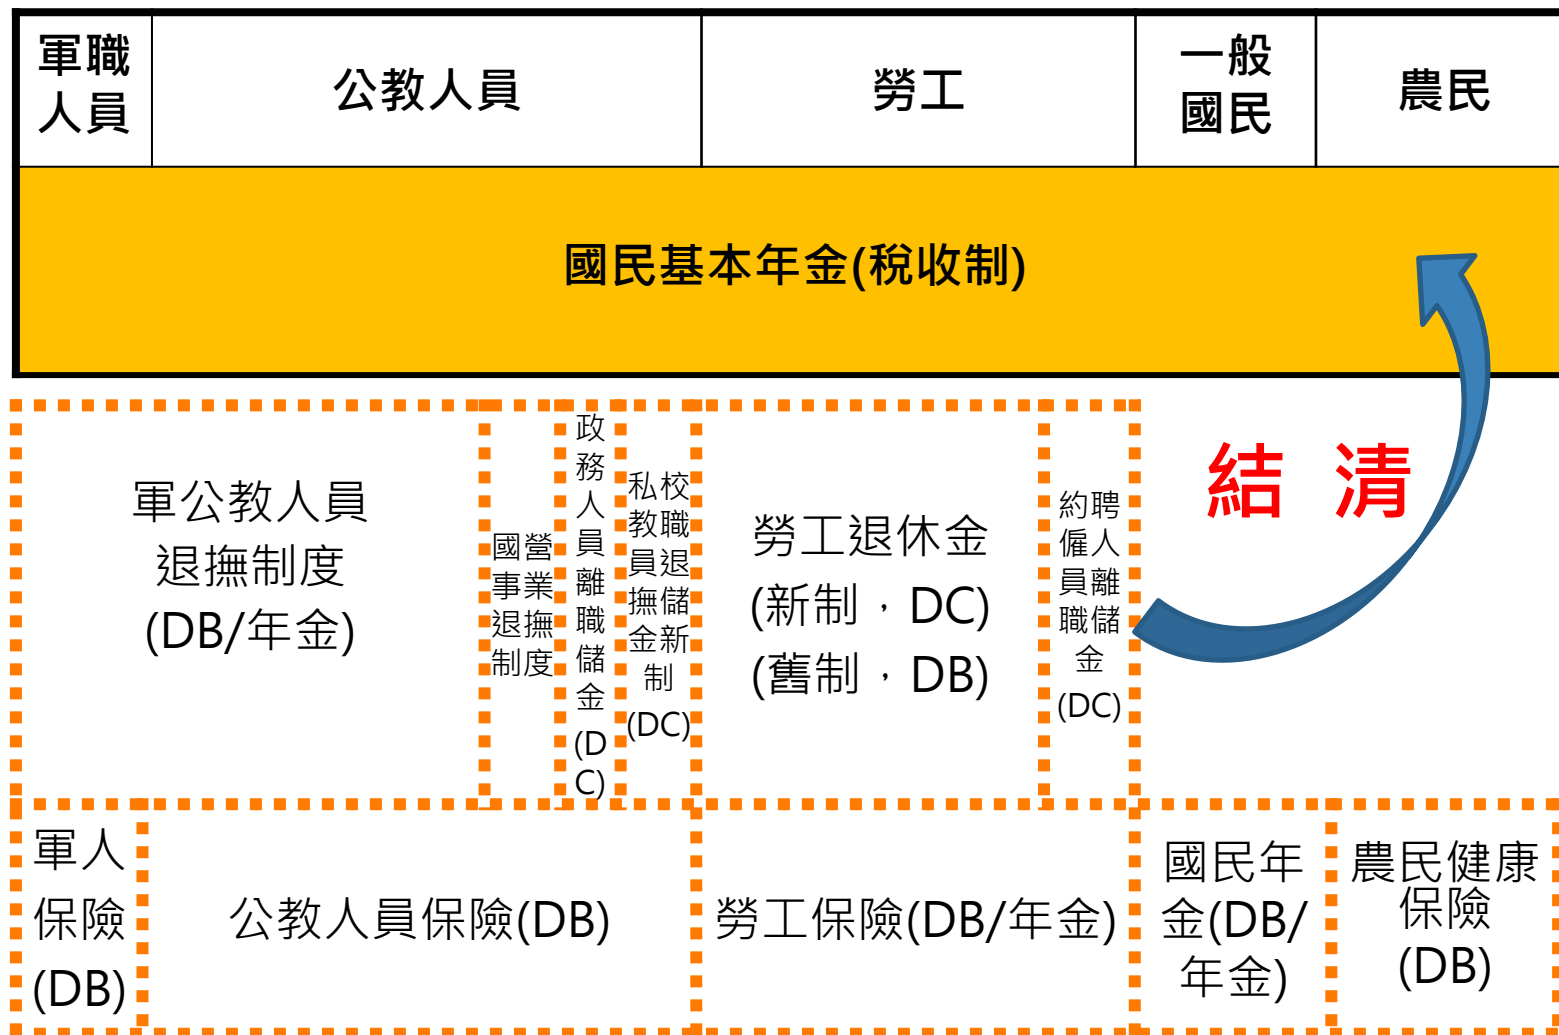 軍職
人員
公教人員
勞工
一般
國民
農民
國民基本年金(稅收制)
軍公教人員
退撫制度
(DB/年金)
國營
事業
退撫
制度
政
務
人
員
離
職
儲
金
(D
C)
私校
教職
員退
撫儲
金新
制
(DC)
勞工退休金
(新制，DC)
(舊制，DB)
約聘
僱人
員離
職儲
金
(DC)
結 清
軍人
保險
(DB)
公教人員保險(DB)
勞工保險(DB/年金)
國民年
金(DB/
年金)
農民健康
保險
(DB)